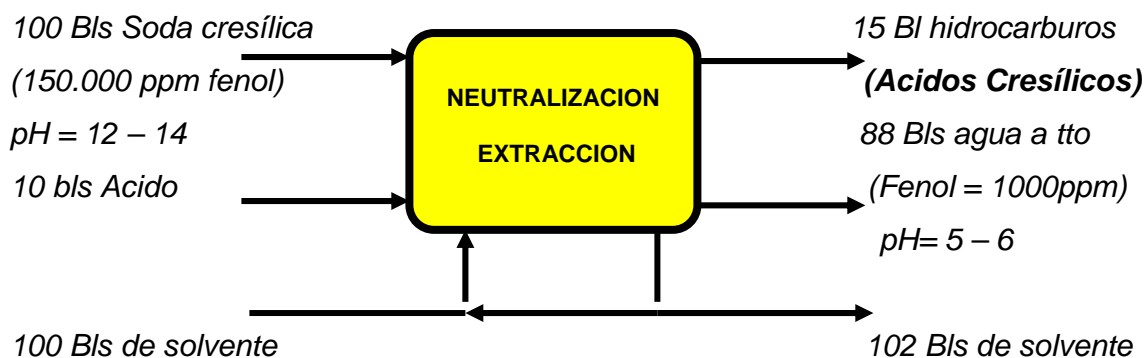 100 Bls Soda cresílica
(150.000 ppm fenol)
pH = 12 – 14
10 bls Acido
100 Bls de solvente
NEUTRALIZACION
EXTRACCION
15 Bl hidrocarburos
(Acidos Cresílicos)
88 Bls agua a tto
(Fenol = 1000ppm)
pH= 5 – 6
102 Bls de solvente